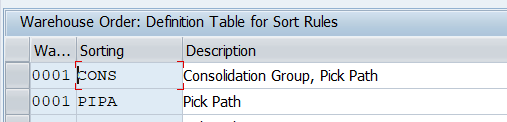 Warehouse Order: Definition Table for Sort Rules
Wa... Sorting Description
0001 CONS Consolidation Group, Pick Path
0001 PIPA Pick Path